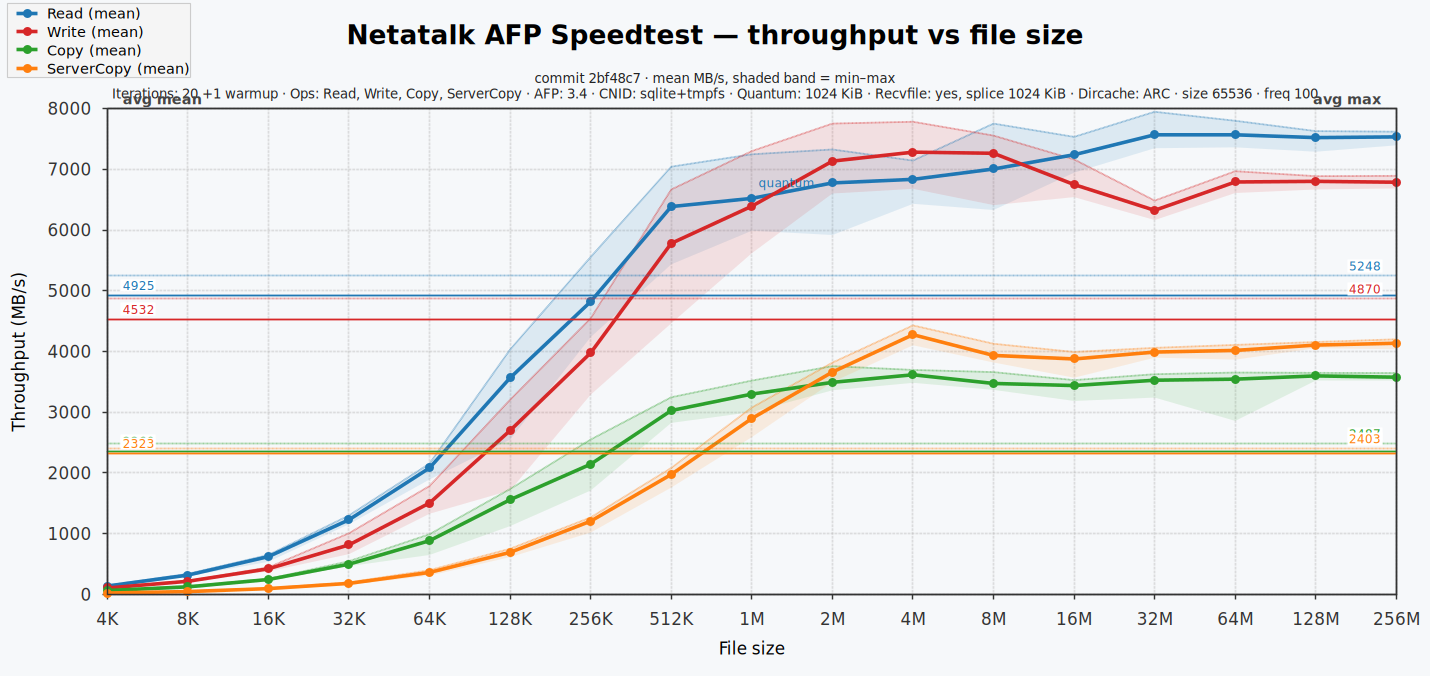 Read (mean)
Write (mean)
Copy (mean)
ServerCopy (mean)
Netatalk AFP Speedtest — throughput vs file size
commit 2bf48c7 · mean MB/s, shaded band = min–max
Iterations: 20 +1 warmup · Ops: Read, Write, Copy, ServerCopy · AFP: 3.4 · CNID: sqlite+tmpfs · Quantum: 1024 KiB · Recvfile: yes, splice 1024 KiB · Dircache: ARC · size 65536 · freq 100
avg mean
avg max
8000
7000
6000
5000
4000
3000
2000
1000
0
Throughput (MB/s)
quantum
4925
4532
2323
5248
4870
2487
2403
4K 8K 16K 32K 64K 128K 256K 512K 1M 2M 4M 8M 16M 32M 64M 128M 256M
File size